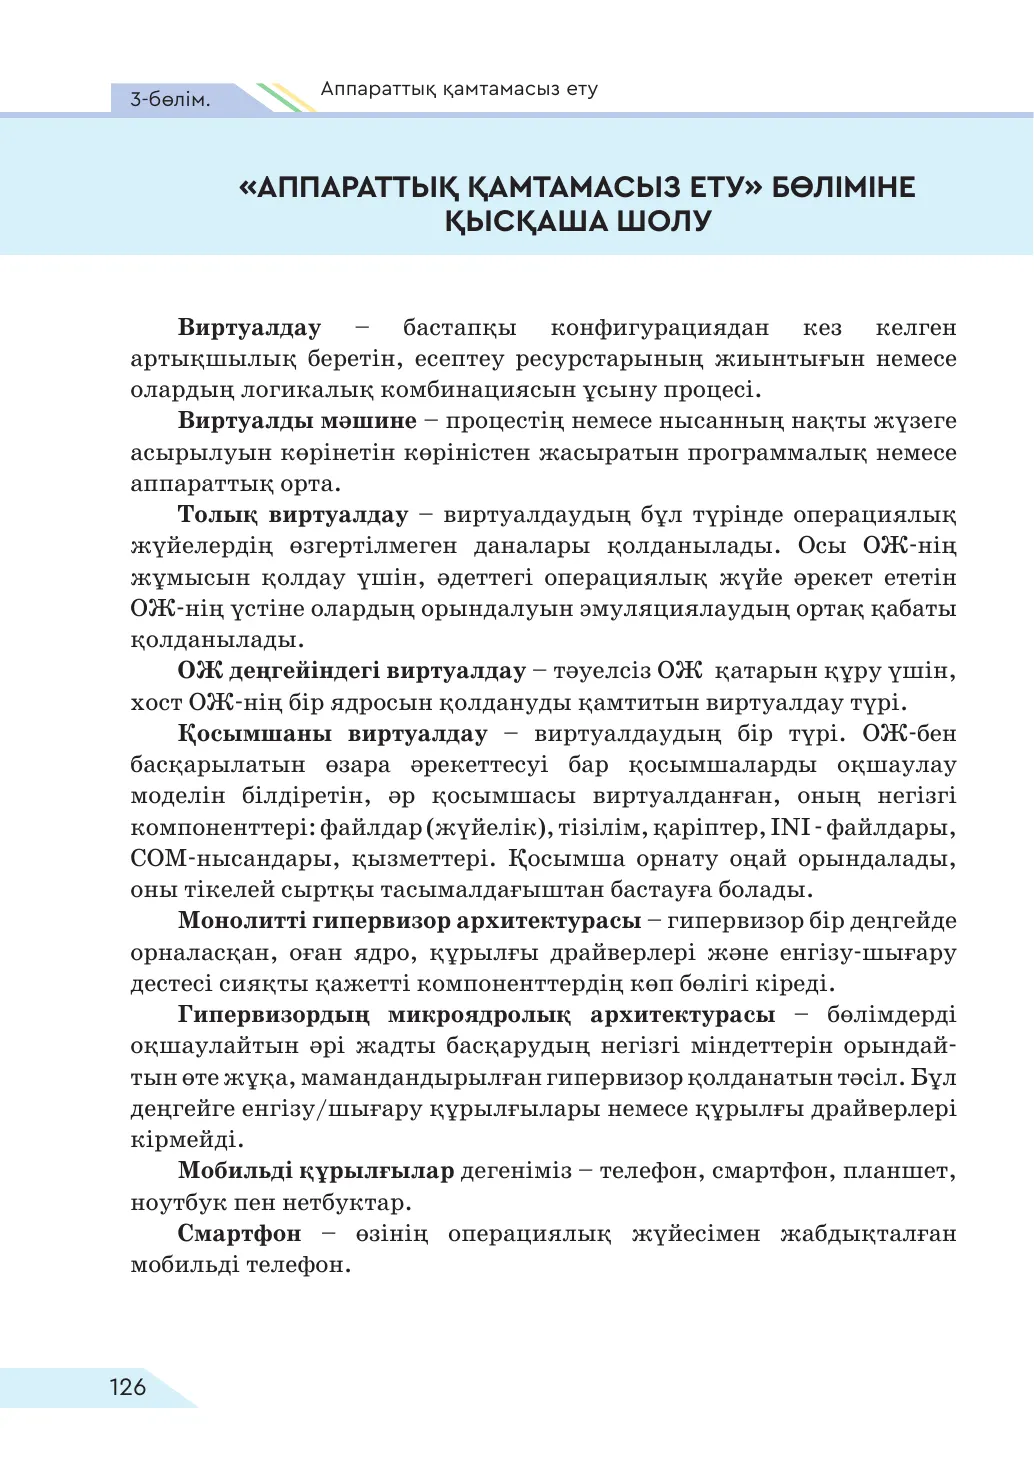 3-бөлім.
Аппараттық қамтамасыз ету
«АППАРАТТЫҚ ҚАМТАМАСЫЗ ЕТУ» БӨЛІМІНЕ
ҚЫСҚАША ШОЛУ
Виртуалдау – бастапқы конфигурациядан кез келген
артықшылық беретін, есептеу ресурстарының жиынтығын немесе
олардың логикалық комбинациясын ұсыну процесі.
Виртуалды мәшине – процестің немесе нысанның нақты жүзеге
асырылуын көрінетін көріністен жасыратын программалық немесе
аппараттық орта.
Толық виртуалдау – виртуалдаудың бұл түрінде операциялық
жүйелердің өзгертілмеген даналары қолданылады. Осы ОЖ-нің
жұмысын қолдау үшін, әдеттегі операциялық жүйе әрекет ететін
ОЖ-нің үстіне олардың орындалуын эмуляциялаудың ортақ қабаты
қолданылады.
ОЖ деңгейіндегі виртуалдау – тәуелсіз ОЖ қатарын құру үшін,
хост ОЖ-нің бір ядросын қолдануды қамтитын виртуалдау түрі.
Қосымшаны виртуалдау – виртуалдаудың бір түрі. ОЖ-бен
басқарылатын өзара әрекеттесуі бар қосымшаларды оқшаулау
моделін білдіретін, әр қосымшасы виртуалданған, оның негізгі
компоненттері: файлдар (жүйелік), тізілім, қаріптер, INI - файлдары,
COM-нысандары, қызметтері. Қосымша орнату оңай орындалады,
оны тікелей сыртқы тасымалдағыштан бастауға болады.
Монолитті гипервизор архитектурасы – гипервизор бір деңгейде
орналасқан, оған ядро, құрылғы драйверлері және енгізу-шығару
дестесі сияқты қажетті компоненттердің көп бөлігі кіреді.
Гипервизордың микроядролық архитектурасы – бөлімдерді
оқшаулайтын әрі жадты басқарудың негізгі міндеттерін орындай-
тын өте жұқа, мамандандырылған гипервизор қолданатын тәсіл. Бұл
деңгейге енгізу/шығару құрылғылары немесе құрылғы драйверлері
кірмейді.
Мобильді құрылғылар дегеніміз – телефон, смартфон, планшет,
ноутбук пен нетбуктар.
Смартфон – өзінің операциялық жүйесімен жабдықталған
мобильді телефон.
126